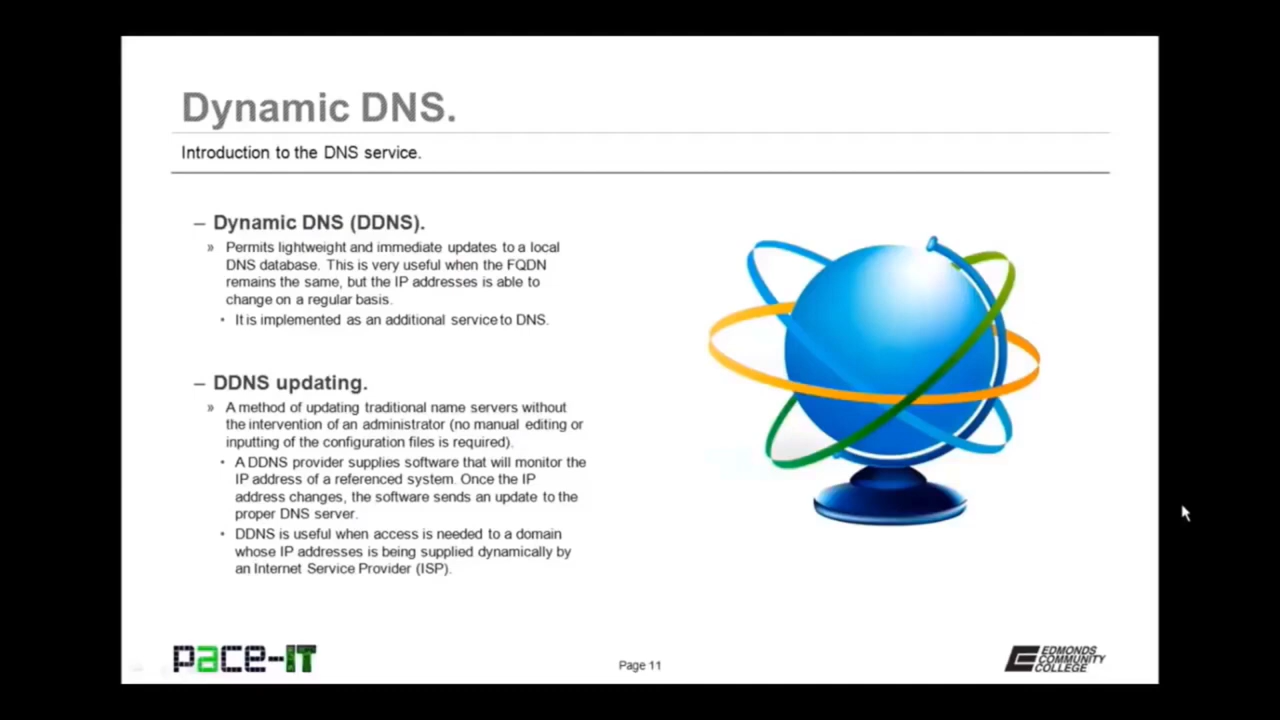 Dynamic DNS.
Introduction to the DNS service.
– Dynamic DNS (DDNS).
» Permits lightweight and immediate updates to a local
DNS database. This is very useful when the FQDN
remains the same, but the IP addresses is able to
change on a regular basis.
• It is implemented as an additional service to DNS.
– DDNS updating.
» A method of updating traditional name servers without
the intervention of an administrator (no manual editing or
inputting of the configuration files is required).
• A DDNS provider supplies software that will monitor the
IP address of a referenced system. Once the IP
address changes, the software sends an update to the
proper DNS server.
• DDNS is useful when access is needed to a domain
whose IP addresses is being supplied dynamically by
an Internet Service Provider (ISP).
pace-IT
Page 11
EDMONDS
COMMUNITY
COLLEGE